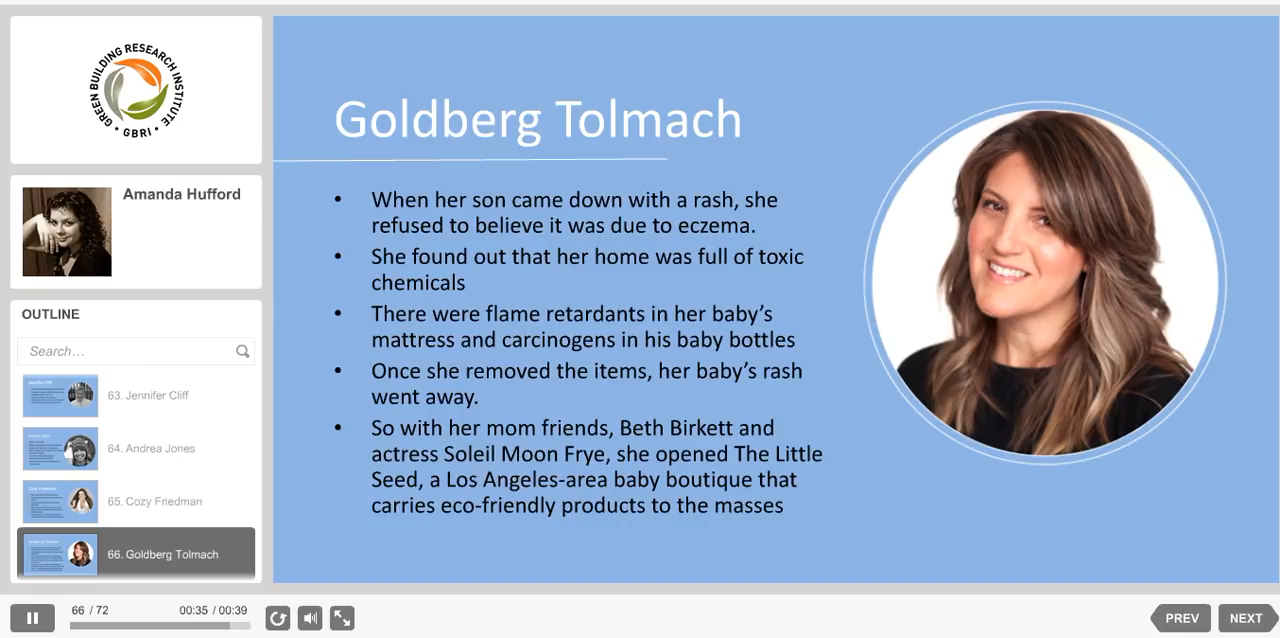 GREEN BUILDING RESEARCH INSTITUTE
• GBRI •
Amanda Hufford
OUTLINE
Search...
63. Jennifer Cliff
64. Andrea Jones
65. Cozy Friedman
66. Goldberg Tolmach
Goldberg Tolmach
• When her son came down with a rash, she
refused to believe it was due to eczema.
• She found out that her home was full of toxic
chemicals
• There were flame retardants in her baby’s
mattress and carcinogens in his baby bottles
• Once she removed the items, her baby’s rash
went away.
• So with her mom friends, Beth Birkett and
actress Soleil Moon Frye, she opened The Little
Seed, a Los Angeles-area baby boutique that
carries eco-friendly products to the masses
66 / 72
00:35 / 00:39
PREV
NEXT